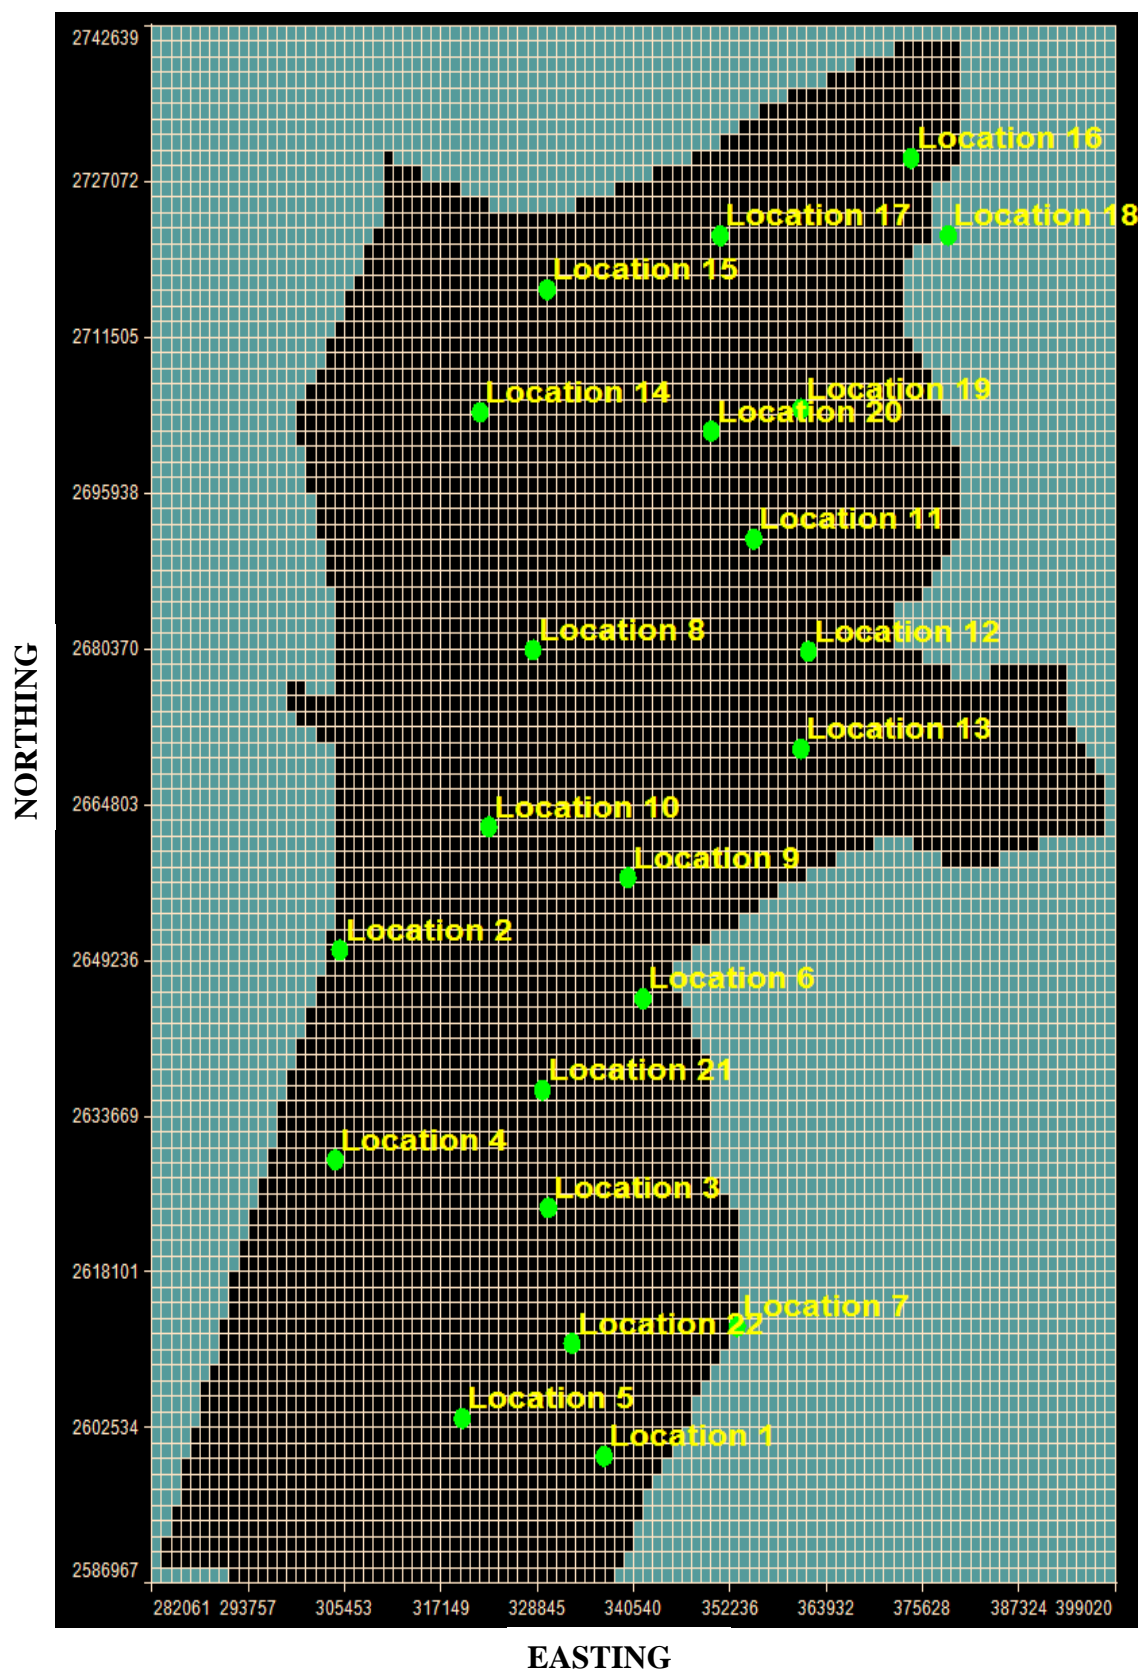 2742639
Location 16
2727072
Location 17
Location 18
Location 15
2711505
Location 19
Location 14
Location 20
2695938
Location 11
Location 8
Location 12
2680370
NORTHING
Location 13
2664803
Location 10
Location 9
Location 2
2649236
Location 6
Location 21
2633669
Location 4
Location 3
2618101
Location 7
Location 22
Location 5
2602534
Location 1
2586967
282061 293757 305453 317149 328845 340540 352236 363932 375628 387324 399020
EASTING